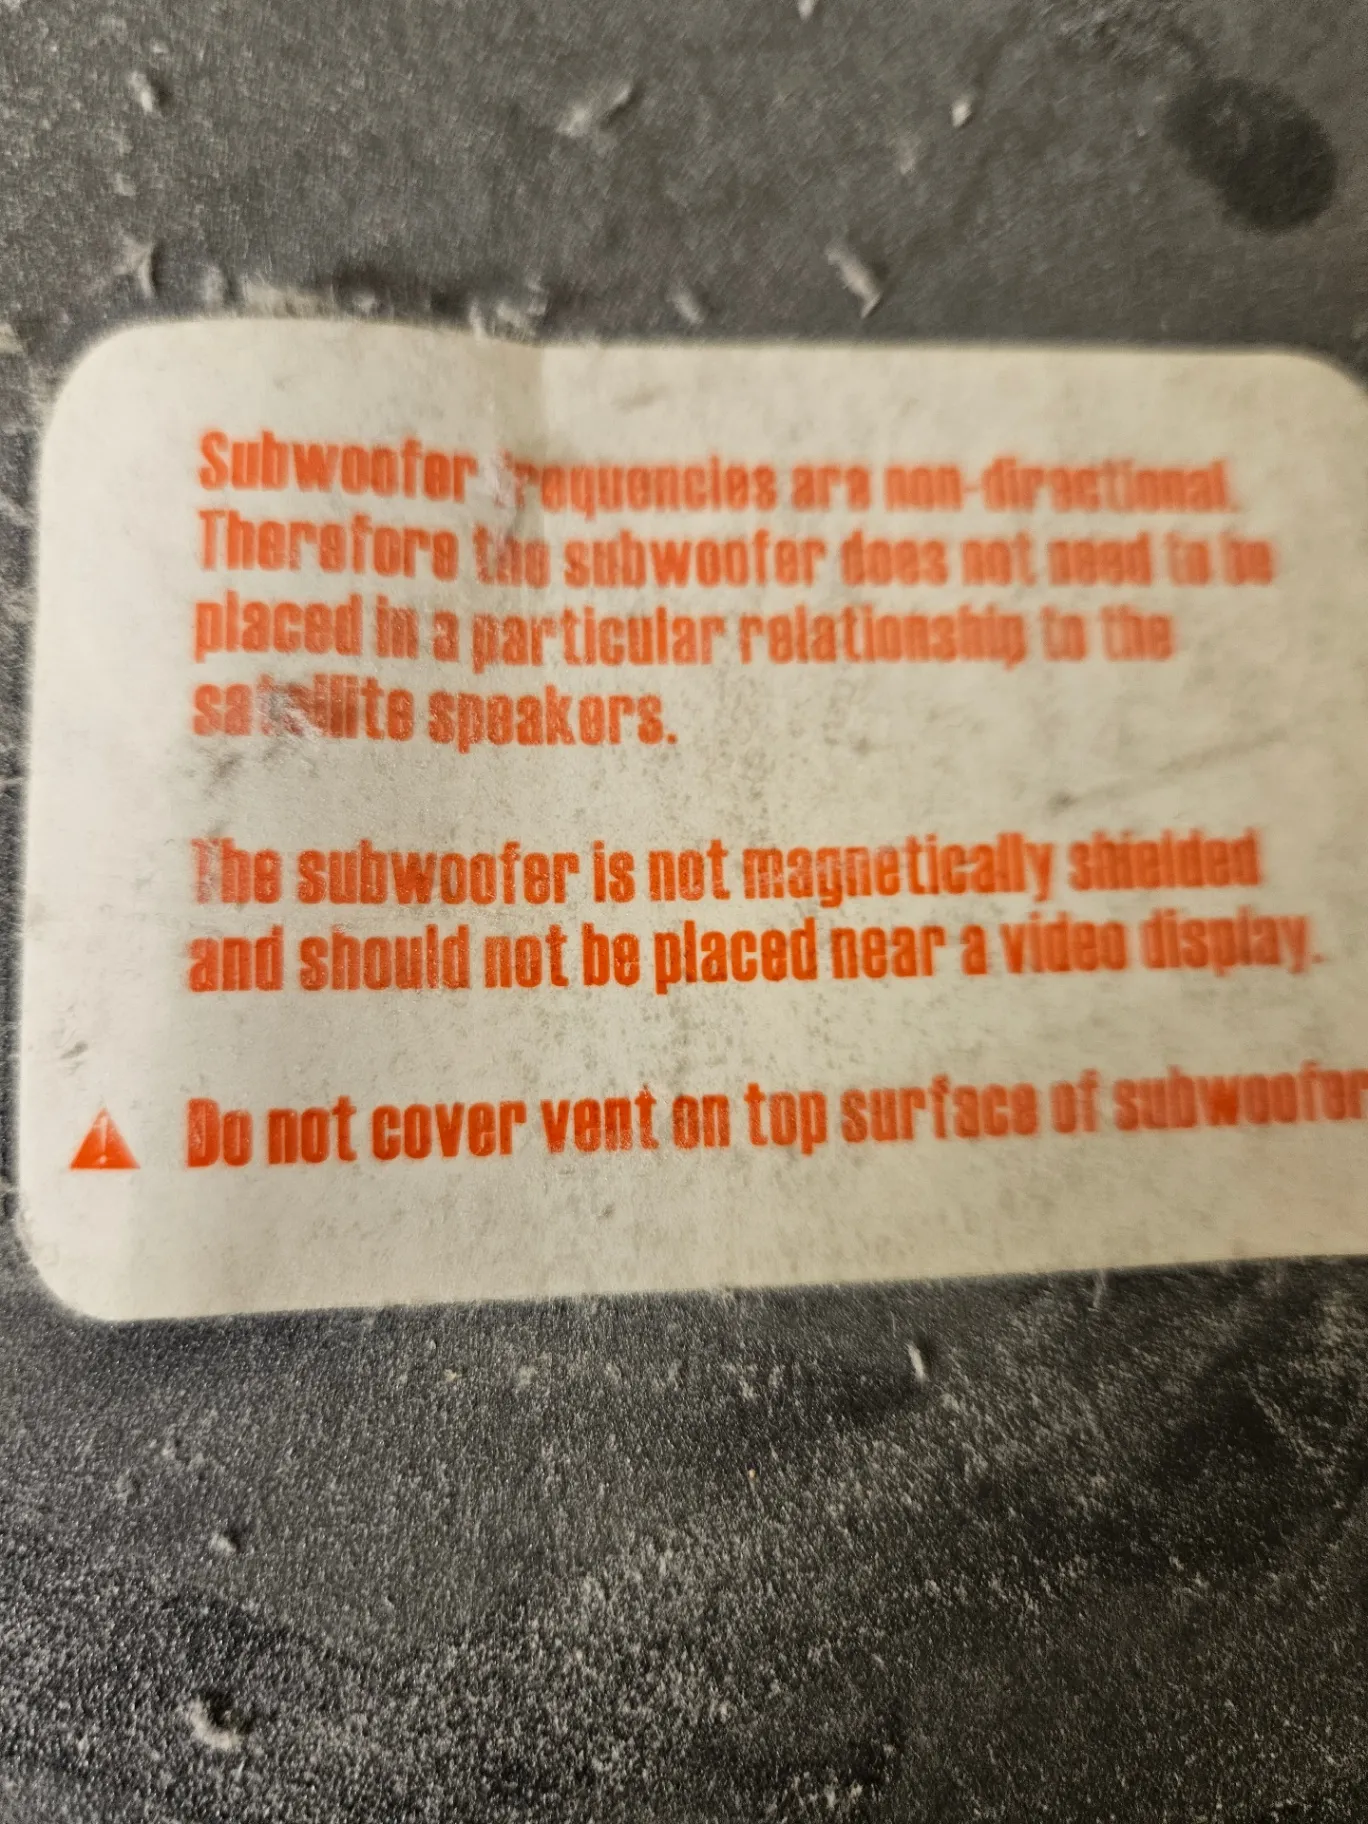 Subwoofer frequencies are non-directional.
Therefore the subwoofer does not need to be
placed in a particular relationship to the
satellite speakers.
The subwoofer is not magnetically shielded
and should not be placed near a video display.
Do not cover vent on top surface of subwoofer